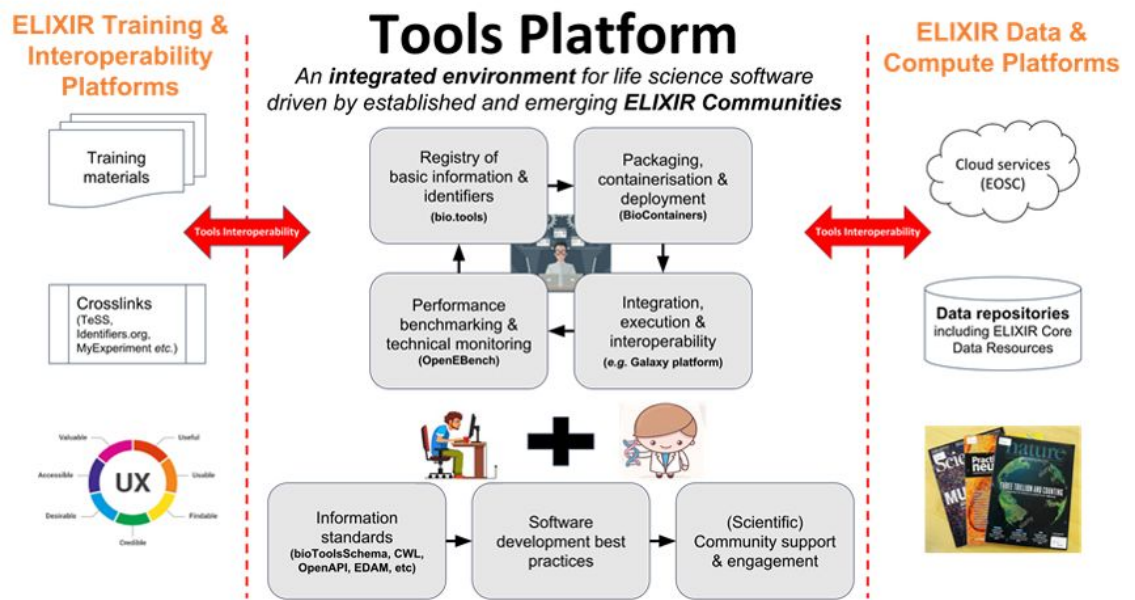 ELIXIR Training &
Interoperability
Platforms
Training
materials
Tools Interoperability
Crosslinks
(TeSS,
Identifiers.org,
MyExperiment etc.)
Valuable
Useful
Accessible
UX
Usable
Desirable
Findable
Credible
Tools Platform
An integrated environment for life science software
driven by established and emerging ELIXIR Communities
Registry of
basic information &
identifiers
(bio.tools)
Packaging,
containerisation &
deployment
(BioContainers)
Performance
benchmarking &
technical monitoring
(OpenEBench)
Integration,
execution &
interoperability
(e.g. Galaxy platform)
Information
standards
(bioToolsSchema, CWL,
OpenAPI, EDAM, etc)
Software
development best
practices
(Scientific)
Community support
& engagement
ELIXIR Data &
Compute Platforms
Cloud services
(EOSC)
Tools Interoperability
Data repositories
including ELIXIR Core
Data Resources
nature
THREE TRILLION AND COUNTING